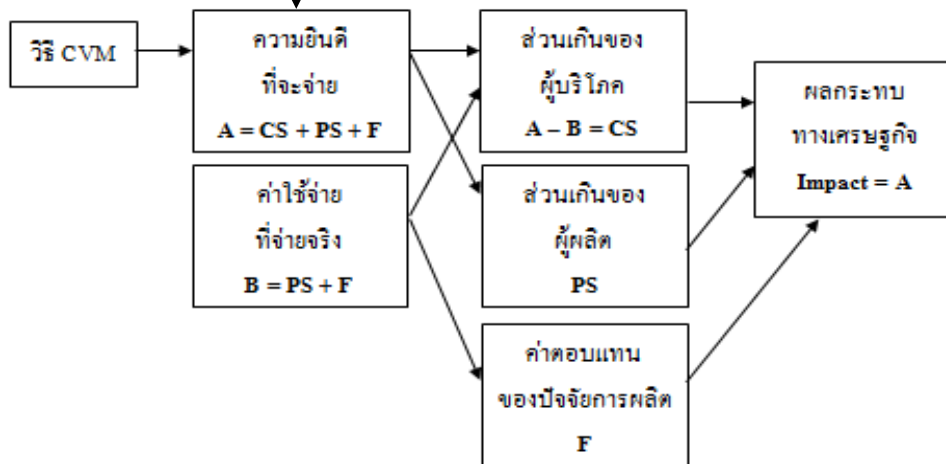 วิธี CVM
ความยินดี
ที่จะจ่าย
A = CS + PS + F
ค่าใช้จ่าย
ที่จ่ายจริง
B = PS + F
ส่วนเกินของ
ผู้บริโภค
A – B = CS
ส่วนเกินของ
ผู้ผลิต
PS
ค่าตอบแทน
ของปัจจัยการผลิต
F
ผลกระทบ
ทางเศรษฐกิจ
Impact = A